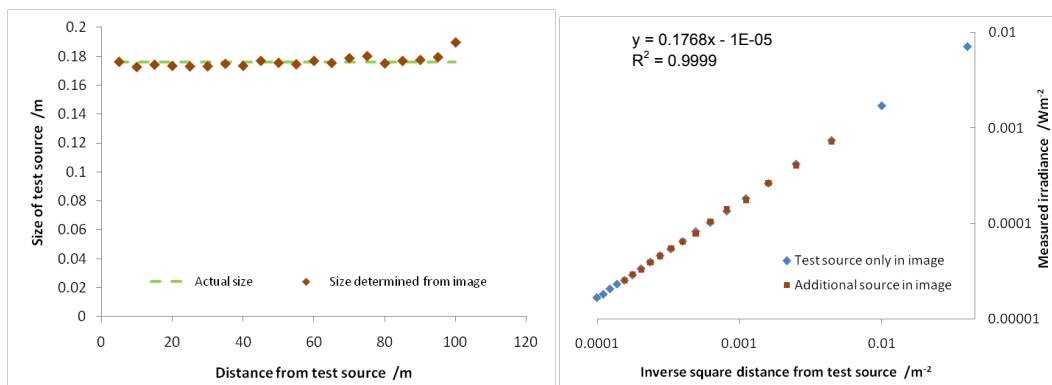 0.2
0.18
0.16
0.14
0.12
0.1
0.08
0.06
0.04
0.02
0
Size of test source /m
Actual size
Size determined from image
0 20 40 60 80 100 120
Distance from test source /m
y = 0.1768x - 1E-05
R² = 0.9999
0.01
0.001
0.0001
0.00001
Measured irradiance /Wm⁻²
Test source only in image
Additional source in image
0.0001 0.001 0.01
Inverse square distance from test source /m⁻²